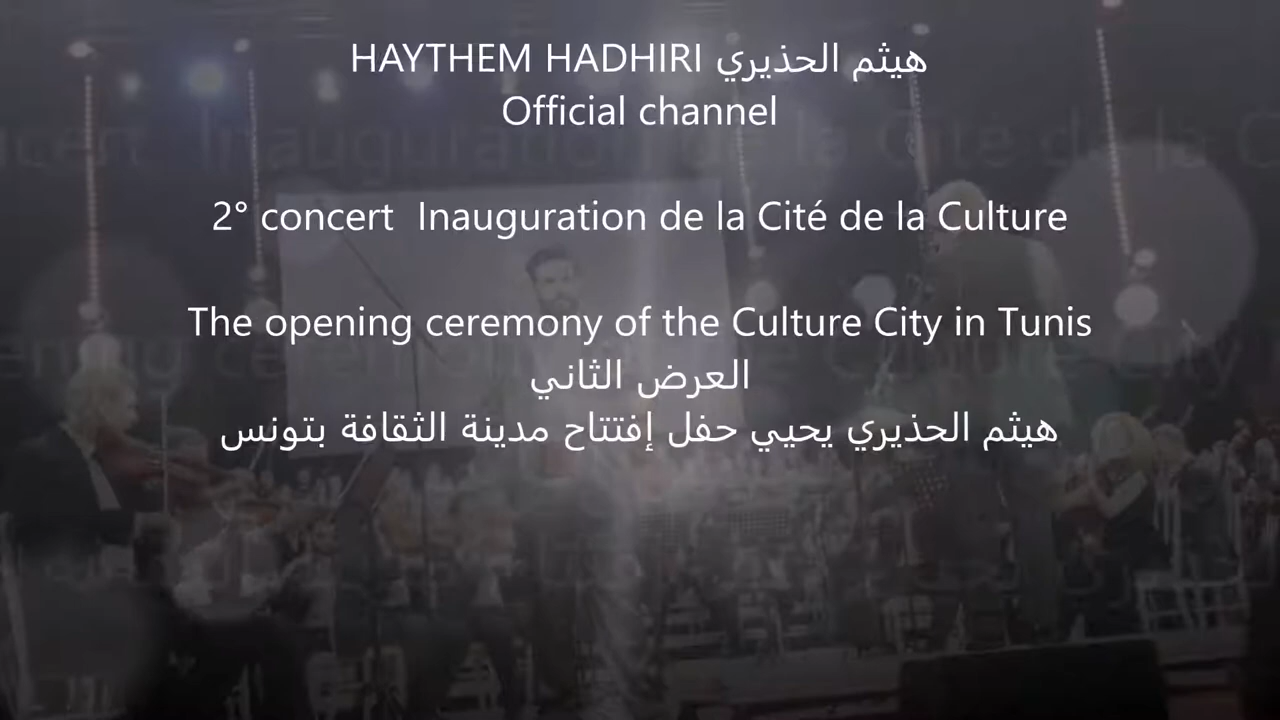 HAYTHEM HADHIRI هيثم الحذيري
Official channel
2° concert  Inauguration de la Cité de la Culture
The opening ceremony of the Culture City in Tunis
العرض الثاني
هيثم الحذيري يحيي حفل إفتتاح مدينة الثقافة بتونس